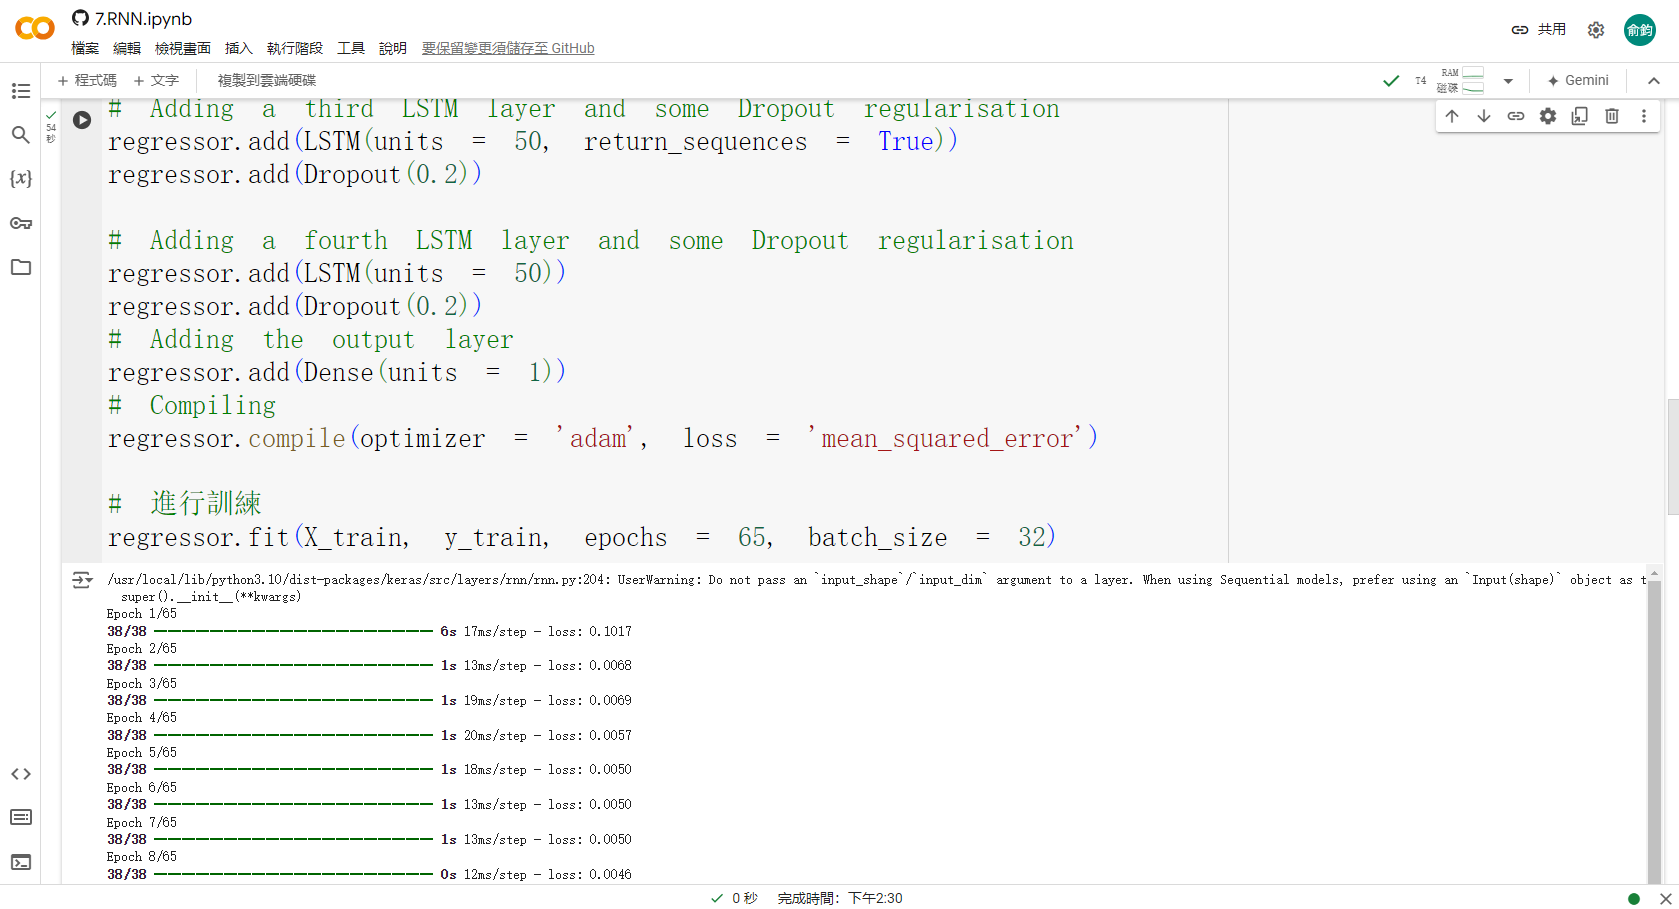 7.RNN.ipynb
檔案 編輯 檢視畫面 插入 執行階段 工具 說明 要保留變更須儲存至 GitHub
共用
俞鈞
+ 程式碼 + 文字 複製到雲端硬碟
T4 RAM 磁碟 Gemini
54 秒
# Adding a third LSTM layer and some Dropout regularisation
regressor.add(LSTM(units = 50, return_sequences = True))
regressor.add(Dropout(0.2))
# Adding a fourth LSTM layer and some Dropout regularisation
regressor.add(LSTM(units = 50))
regressor.add(Dropout(0.2))
# Adding the output layer
regressor.add(Dense(units = 1))
# Compiling
regressor.compile(optimizer = 'adam', loss = 'mean_squared_error')
# 進行訓練
regressor.fit(X_train, y_train, epochs = 65, batch_size = 32)
/usr/local/lib/python3.10/dist-packages/keras/src/layers/rnn/rnn.py:204: UserWarning: Do not pass an `input_shape`/`input_dim` argument to a layer. When using Sequential models, prefer using an `Input(shape)` object as t
super().__init__(**kwargs)
Epoch 1/65
38/38 ━━━━━━━━━━━━━━━━━━━━ 6s 17ms/step - loss: 0.1017
Epoch 2/65
38/38 ━━━━━━━━━━━━━━━━━━━━ 1s 13ms/step - loss: 0.0068
Epoch 3/65
38/38 ━━━━━━━━━━━━━━━━━━━━ 1s 19ms/step - loss: 0.0069
Epoch 4/65
38/38 ━━━━━━━━━━━━━━━━━━━━ 1s 20ms/step - loss: 0.0057
Epoch 5/65
38/38 ━━━━━━━━━━━━━━━━━━━━ 1s 18ms/step - loss: 0.0050
Epoch 6/65
38/38 ━━━━━━━━━━━━━━━━━━━━ 1s 13ms/step - loss: 0.0050
Epoch 7/65
38/38 ━━━━━━━━━━━━━━━━━━━━ 1s 13ms/step - loss: 0.0050
Epoch 8/65
38/38 ━━━━━━━━━━━━━━━━━━━━ 0s 12ms/step - loss: 0.0046
0 秒 完成時間: 下午2:30